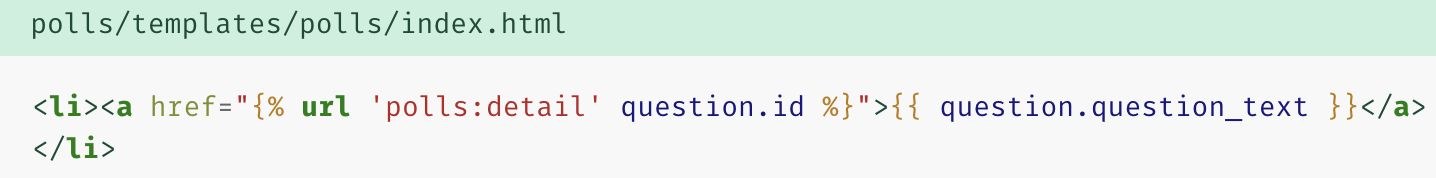 polls/templates/polls/index.html
<li><a href="{% url 'polls:detail' question.id %}">{{ question.question_text }}</a>
</li>